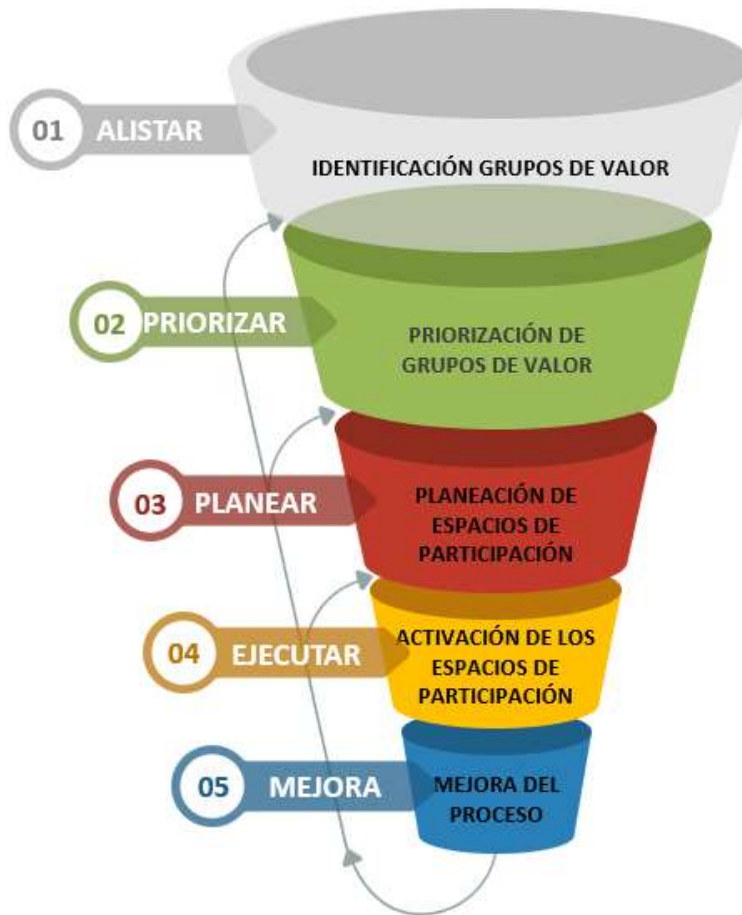 01 ALISTAR
IDENTIFICACIÓN GRUPOS DE VALOR
02 PRIORIZAR
PRIORIZACIÓN DE
GRUPOS DE VALOR
03 PLANEAR
PLANEACIÓN DE
ESPACIOS DE
PARTICIPACIÓN
04 EJECUTAR
ACTIVACIÓN DE LOS
ESPACIOS DE
PARTICIPACIÓN
05 MEJORA
MEJORA DEL
PROCESO